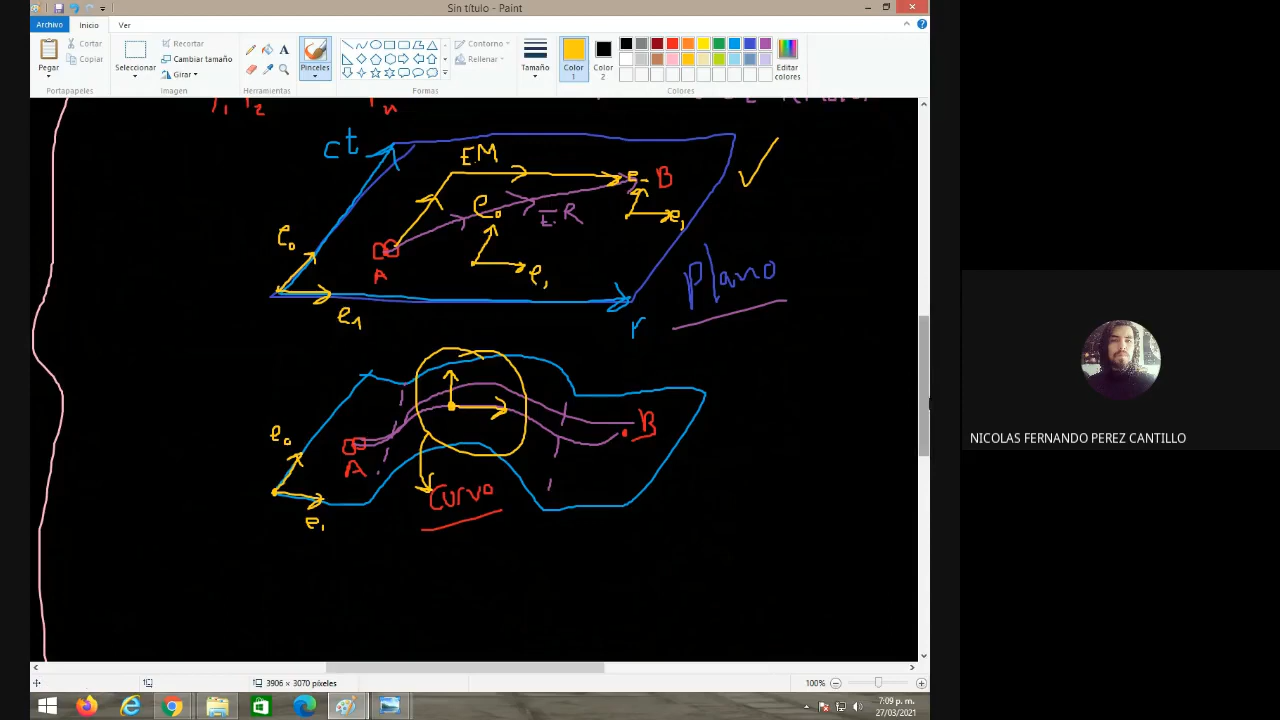 Sin título - Paint
Archivo
Inicio
Ver
Pegar
Cortar
Copiar
Portapapeles
Seleccionar
Recortar
Cambiar tamaño
Girar
Imagen
Herramientas
Pinceles
Contorno
Rellenar
Formas
Tamaño
Color 1
Color 2
Editar colores
Colores
ct
E.M
B
e₀
e₀
E.R
e₁
A
e₁
e₁
r
Plano
e₀
A
B
e₁
Curvo
NICOLAS FERNANDO PEREZ CANTILLO
3906 × 3070 píxeles
100%
7:09 p. m.
27/03/2021